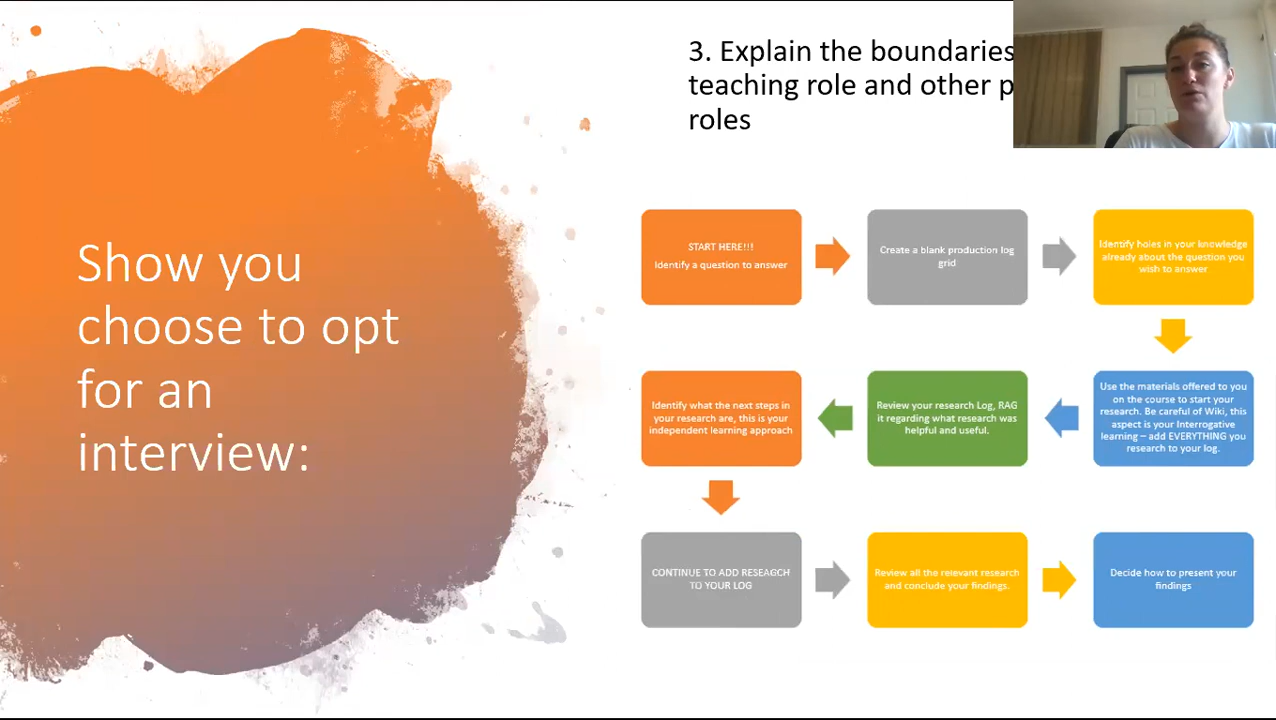 Show you
choose to opt
for an
interview:
3. Explain the boundaries
teaching role and other p
roles
START HERE!!!
Identify a question to answer
Create a blank production log
grid
Identify holes in your knowledge
already about the question you
wish to answer
Use the materials offered to you
on the course to start your
research. Be careful of Wiki, this
aspect is your Interrogative
learning – add EVERYTHING you
research to your log.
Review your research Log, RAG
it regarding what research was
helpful and useful.
Identify what the next steps in
your research are, this is your
independent learning approach
CONTINUE TO ADD RESEAGCH
TO YOUR LOG
Review all the relevant research
and conclude your findings.
Decide how to present your
findings